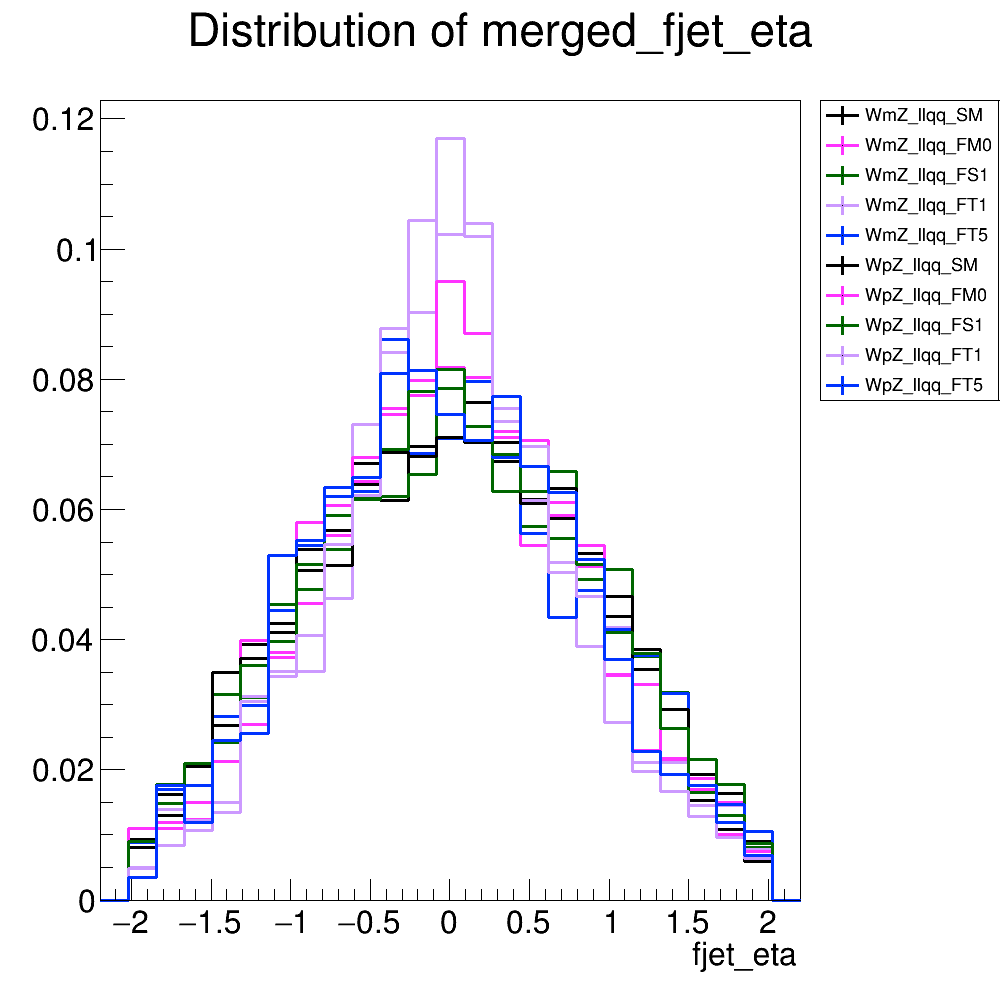 Distribution of merged_fjet_eta
0.12
0.1
0.08
0.06
0.04
0.02
0
−2 −1.5 −1 −0.5 0 0.5 1 1.5 2
fjet_eta
WmZ_llqq_SM
WmZ_llqq_FM0
WmZ_llqq_FS1
WmZ_llqq_FT1
WmZ_llqq_FT5
WpZ_llqq_SM
WpZ_llqq_FM0
WpZ_llqq_FS1
WpZ_llqq_FT1
WpZ_llqq_FT5